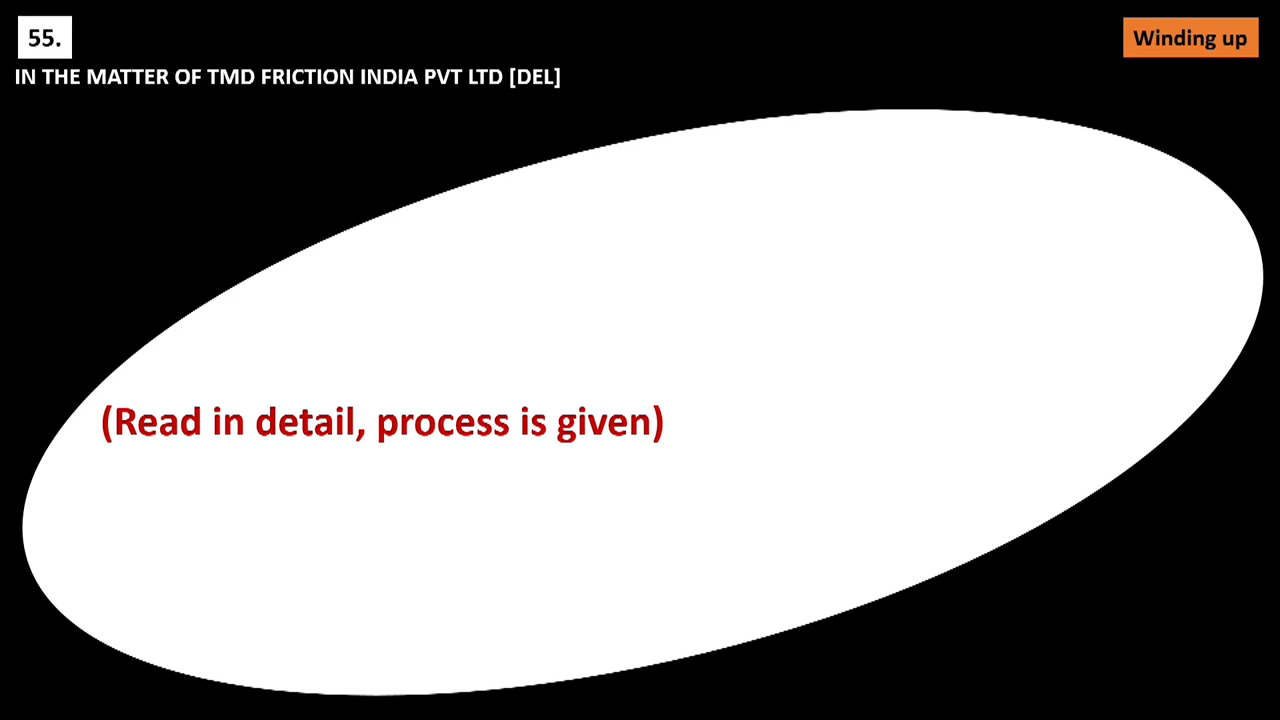 55.
Winding up
IN THE MATTER OF TMD FRICTION INDIA PVT LTD [DEL]
(Read in detail, process is given)